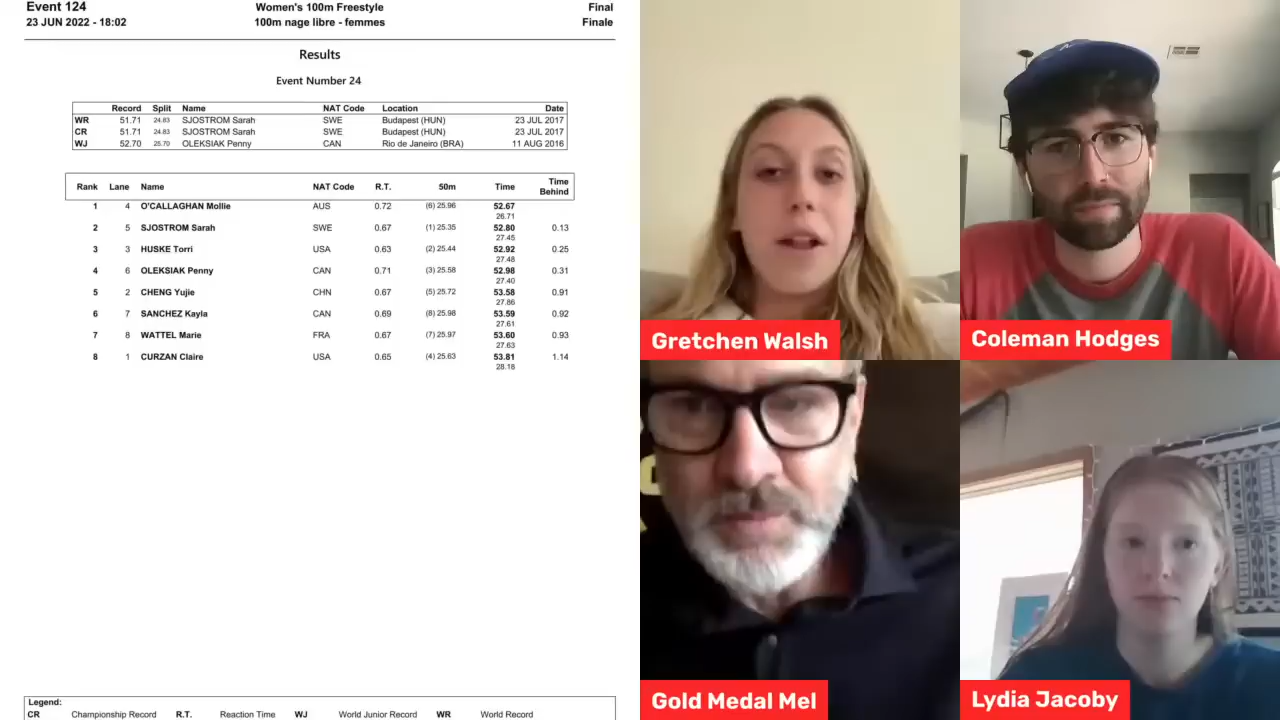 Event 124 Women's 100m Freestyle Final
23 JUN 2022 - 18:02 100m nage libre - femmes Finale
Results
Event Number 24
Record Split Name NAT Code Location Date
WR 51.71 24.83 SJOSTROM Sarah SWE Budapest (HUN) 23 JUL 2017
CR 51.71 24.83 SJOSTROM Sarah SWE Budapest (HUN) 23 JUL 2017
WJ 52.70 25.70 OLEKSIAK Penny CAN Rio de Janeiro (BRA) 11 AUG 2016
Rank Lane Name NAT Code R.T. 50m Time Time Behind
1 4 O'CALLAGHAN Mollie AUS 0.72 (6) 25.96 52.67
26.71
2 5 SJOSTROM Sarah SWE 0.67 (1) 25.35 52.80 0.13
27.45
3 3 HUSKE Torri USA 0.63 (2) 25.44 52.92 0.25
27.48
4 6 OLEKSIAK Penny CAN 0.71 (3) 25.58 52.98 0.31
27.40
5 2 CHENG Yujie CHN 0.67 (5) 25.72 53.58 0.91
27.86
6 7 SANCHEZ Kayla CAN 0.69 (8) 25.98 53.59 0.92
27.61
7 8 WATTEL Marie FRA 0.67 (7) 25.97 53.60 0.93
27.63
8 1 CURZAN Claire USA 0.65 (4) 25.63 53.81 1.14
28.18
Legend:
CR Championship Record R.T. Reaction Time WJ World Junior Record WR World Record
Gretchen Walsh
Coleman Hodges
Gold Medal Mel
Lydia Jacoby